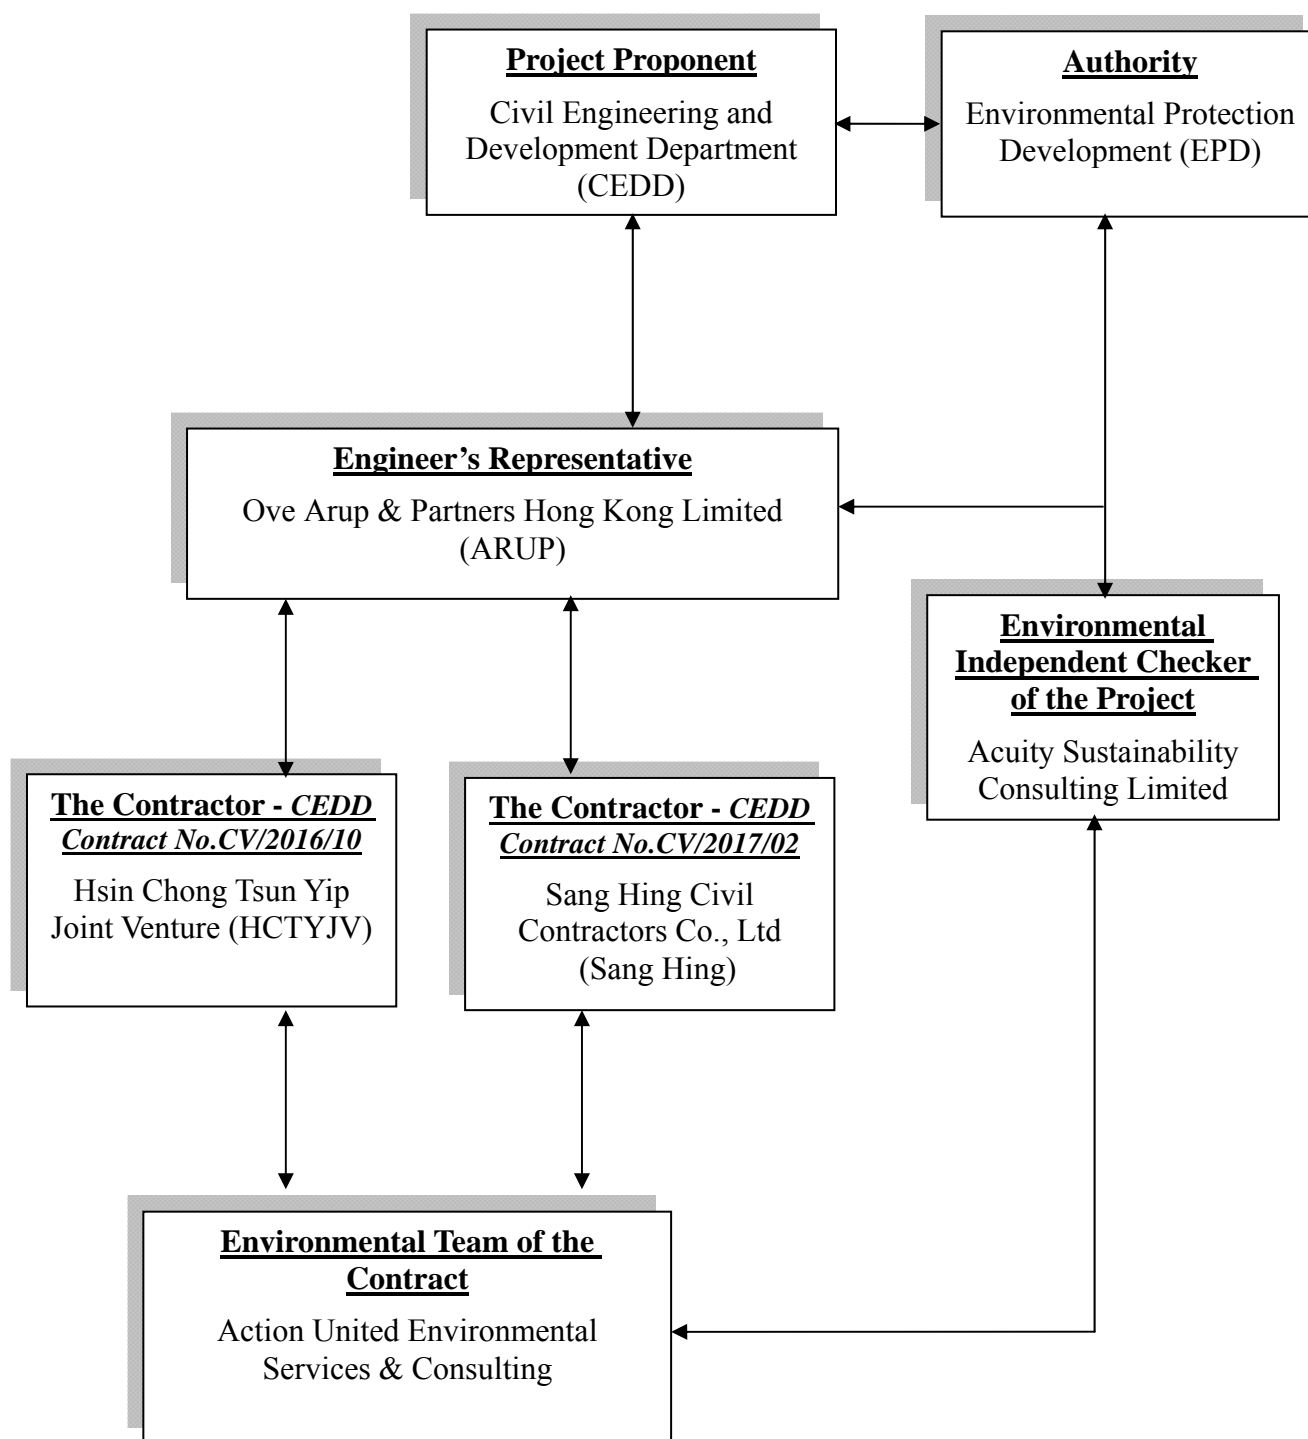 Project Proponent
Civil Engineering and
Development Department
(CEDD)
Authority
Environmental Protection
Development (EPD)
Engineer’s Representative
Ove Arup & Partners Hong Kong Limited
(ARUP)
Environmental
Independent Checker
of the Project
Acuity Sustainability
Consulting Limited
The Contractor - CEDD
Contract No.CV/2016/10
Hsin Chong Tsun Yip
Joint Venture (HCTYJV)
The Contractor - CEDD
Contract No.CV/2017/02
Sang Hing Civil
Contractors Co., Ltd
(Sang Hing)
Environmental Team of the
Contract
Action United Environmental
Services & Consulting